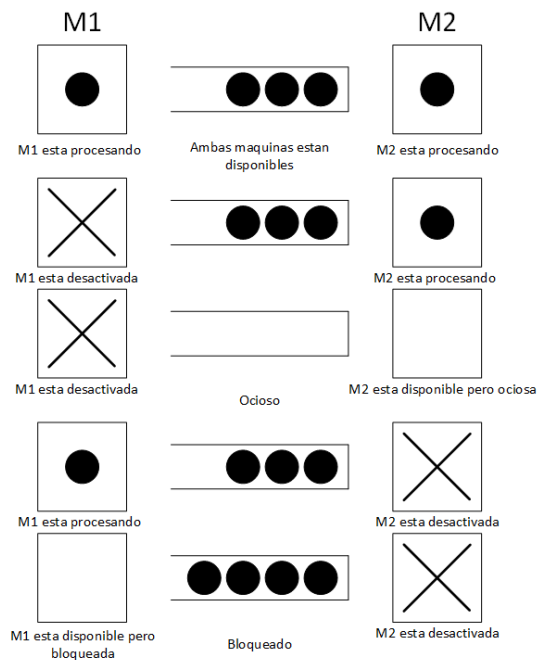 M1 M2
M1 esta procesando
Ambas maquinas estan
disponibles
M2 esta procesando
M1 esta desactivada
M2 esta procesando
M1 esta desactivada
Ocioso
M2 esta disponible pero ociosa
M1 esta procesando
M2 esta desactivada
M1 esta disponible pero
bloqueada
Bloqueado
M2 esta desactivada